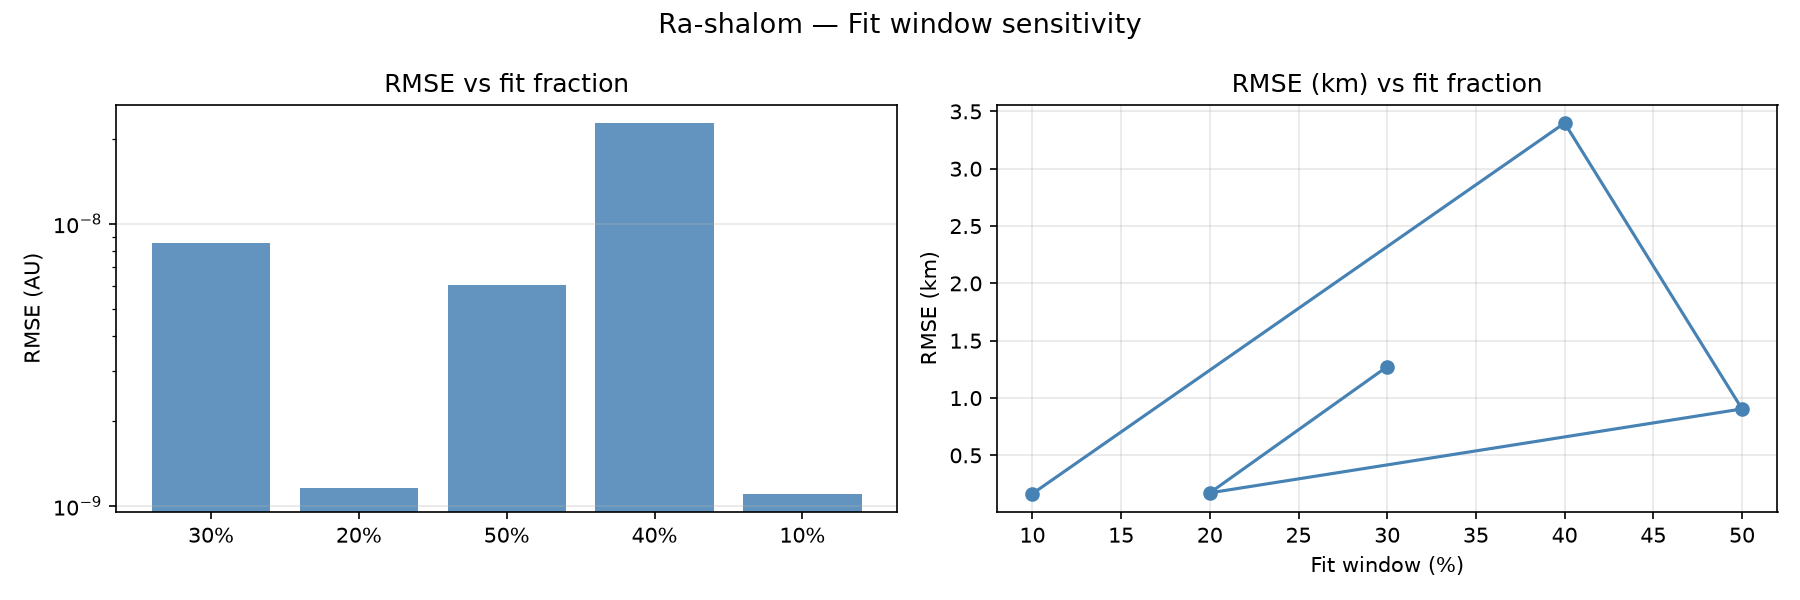 Ra-shalom — Fit window sensitivity
RMSE vs fit fraction
RMSE (AU)
10⁻⁸
10⁻⁹
30% 20% 50% 40% 10%
RMSE (km) vs fit fraction
RMSE (km)
3.5
3.0
2.5
2.0
1.5
1.0
0.5
10 15 20 25 30 35 40 45 50
Fit window (%)